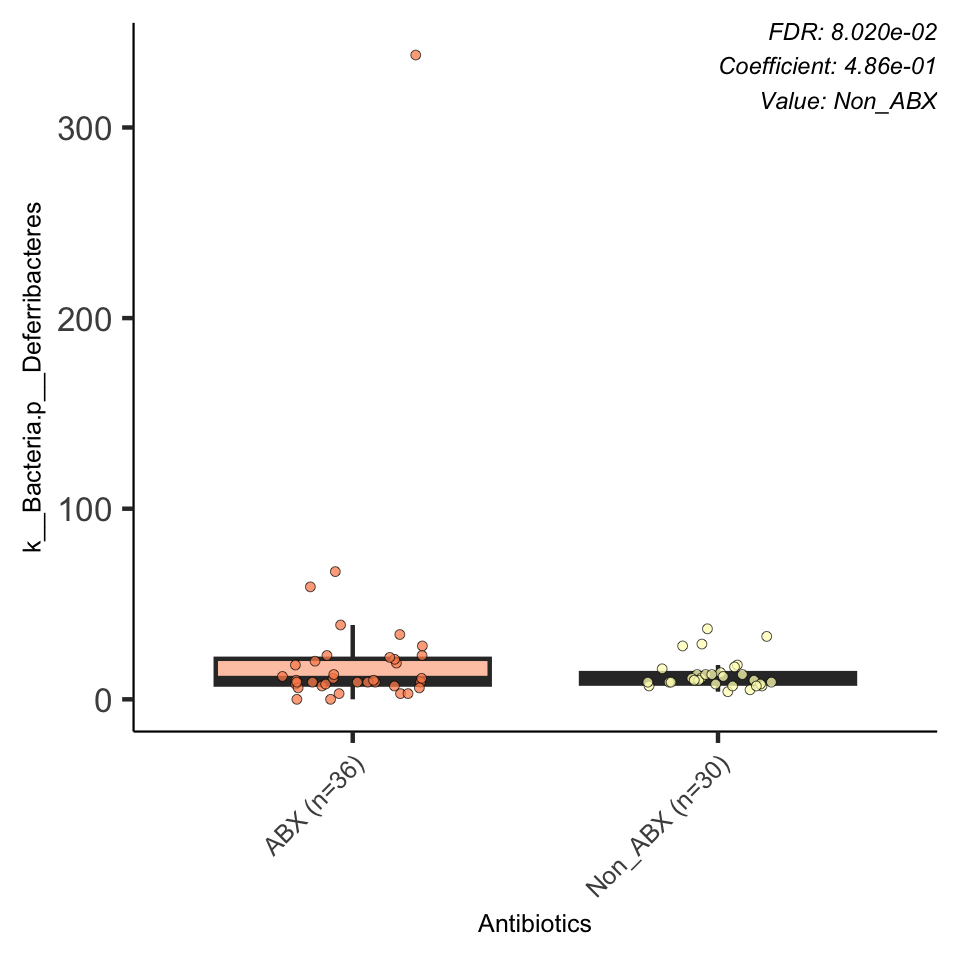 FDR: 8.020e-02
Coefficient: 4.86e-01
Value: Non_ABX
k__Bacteria.p__Deferribacteres
300
200
100
0
ABX (n=36)
Non_ABX (n=30)
Antibiotics